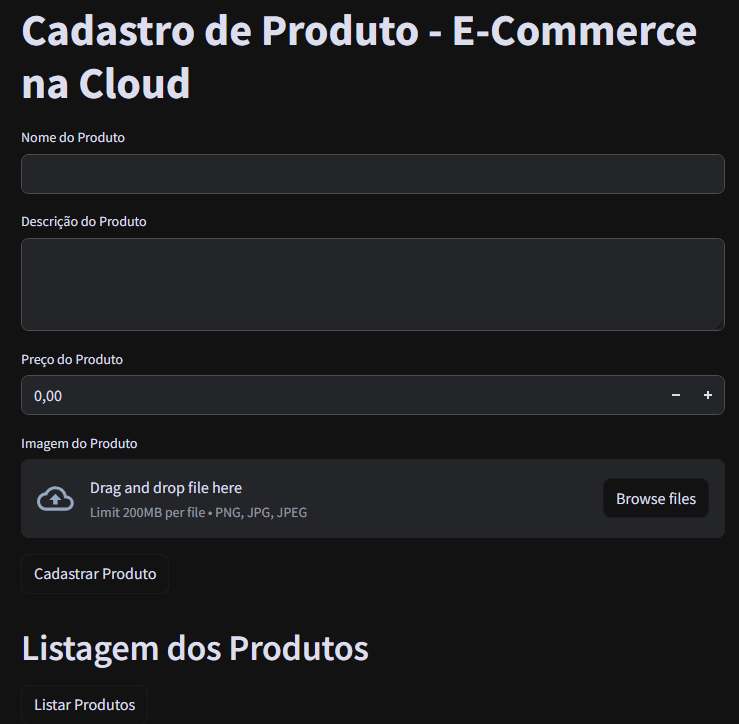 Cadastro de Produto - E-Commerce
na Cloud
Nome do Produto
Descrição do Produto
Preço do Produto
0,00
Imagem do Produto
Drag and drop file here
Limit 200MB per file • PNG, JPG, JPEG
Browse files
Cadastrar Produto
Listagem dos Produtos
Listar Produtos